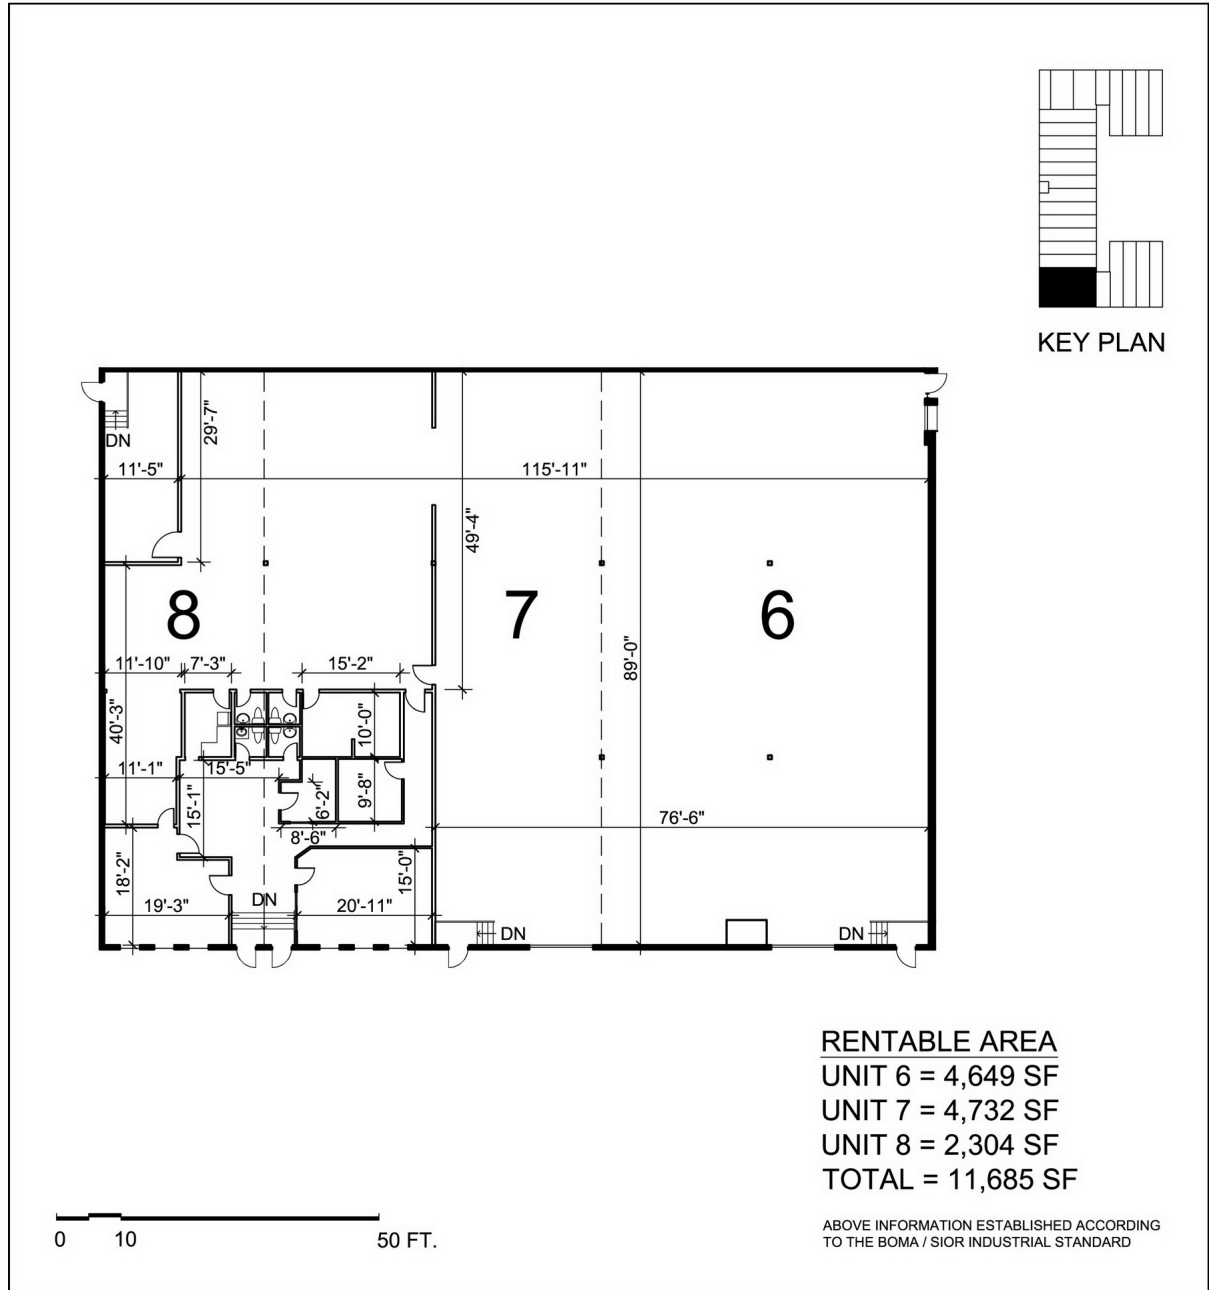 KEY PLAN
DN
29'-7"
11'-5"
115'-11"
49'-4"
8
7
6
89'-0"
11'-10"
7'-3"
15'-2"
40'-3"
10'-0"
11'-1"
15'-5"
15'-1"
6'-2"
9'-8"
8'-6"
76'-6"
18'-2"
15'-0"
19'-3"
DN
20'-11"
DN
DN
RENTABLE AREA
UNIT 6 = 4,649 SF
UNIT 7 = 4,732 SF
UNIT 8 = 2,304 SF
TOTAL = 11,685 SF
0 10 50 FT.
ABOVE INFORMATION ESTABLISHED ACCORDING
TO THE BOMA / SIOR INDUSTRIAL STANDARD